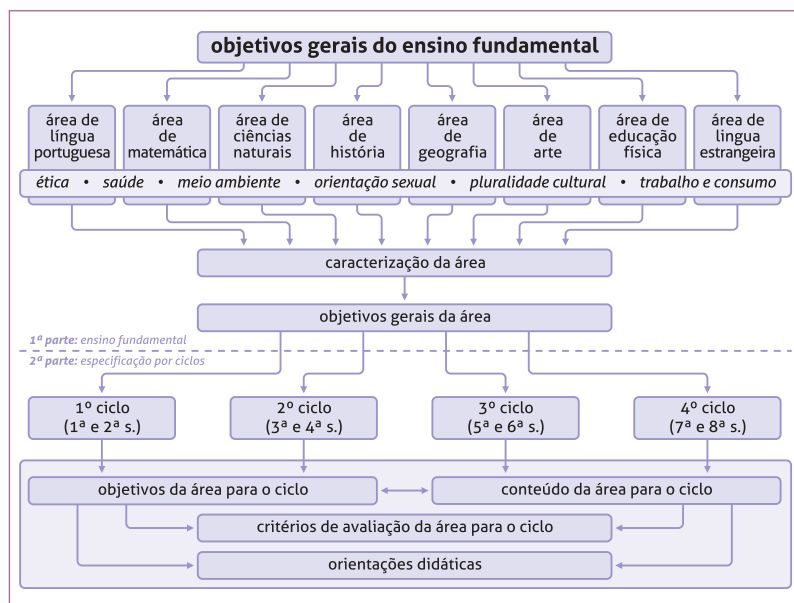 objetivos gerais do ensino fundamental
área de
língua
portuguesa
área
de
matemática
área de
ciências
naturais
área
de
história
área
de
geografia
área
de
arte
área de
educação
física
área de
lingua
estrangeira
ética • saúde • meio ambiente • orientação sexual • pluralidade cultural • trabalho e consumo
caracterização da área
objetivos gerais da área
1ª parte: ensino fundamental
2ª parte: especificação por ciclos
1º ciclo
(1ª e 2ª s.)
2º ciclo
(3ª e 4ª s.)
3º ciclo
(5ª e 6ª s.)
4º ciclo
(7ª e 8ª s.)
objetivos da área para o ciclo
conteúdo da área para o ciclo
critérios de avaliação da área para o ciclo
orientações didáticas